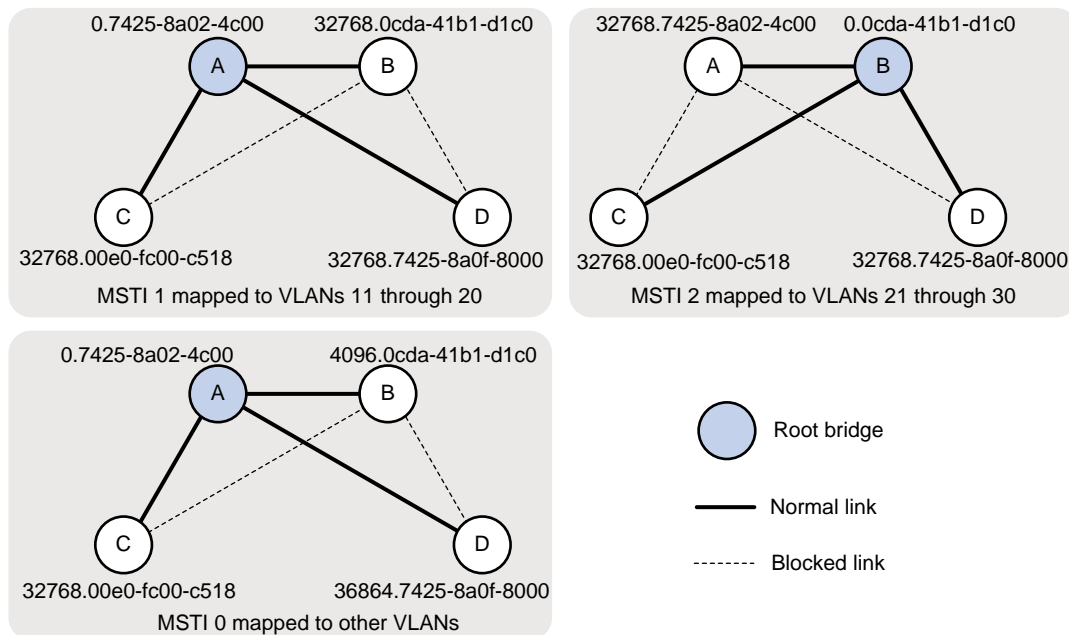 0.7425-8a02-4c00 32768.0cda-41b1-d1c0
A B
C D
32768.00e0-fc00-c518 32768.7425-8a0f-8000
MSTI 1 mapped to VLANs 11 through 20
32768.7425-8a02-4c00 0.0cda-41b1-d1c0
A B
C D
32768.00e0-fc00-c518 32768.7425-8a0f-8000
MSTI 2 mapped to VLANs 21 through 30
0.7425-8a02-4c00 4096.0cda-41b1-d1c0
A B
C D
32768.00e0-fc00-c518 36864.7425-8a0f-8000
MSTI 0 mapped to other VLANs
Root bridge
Normal link
Blocked link